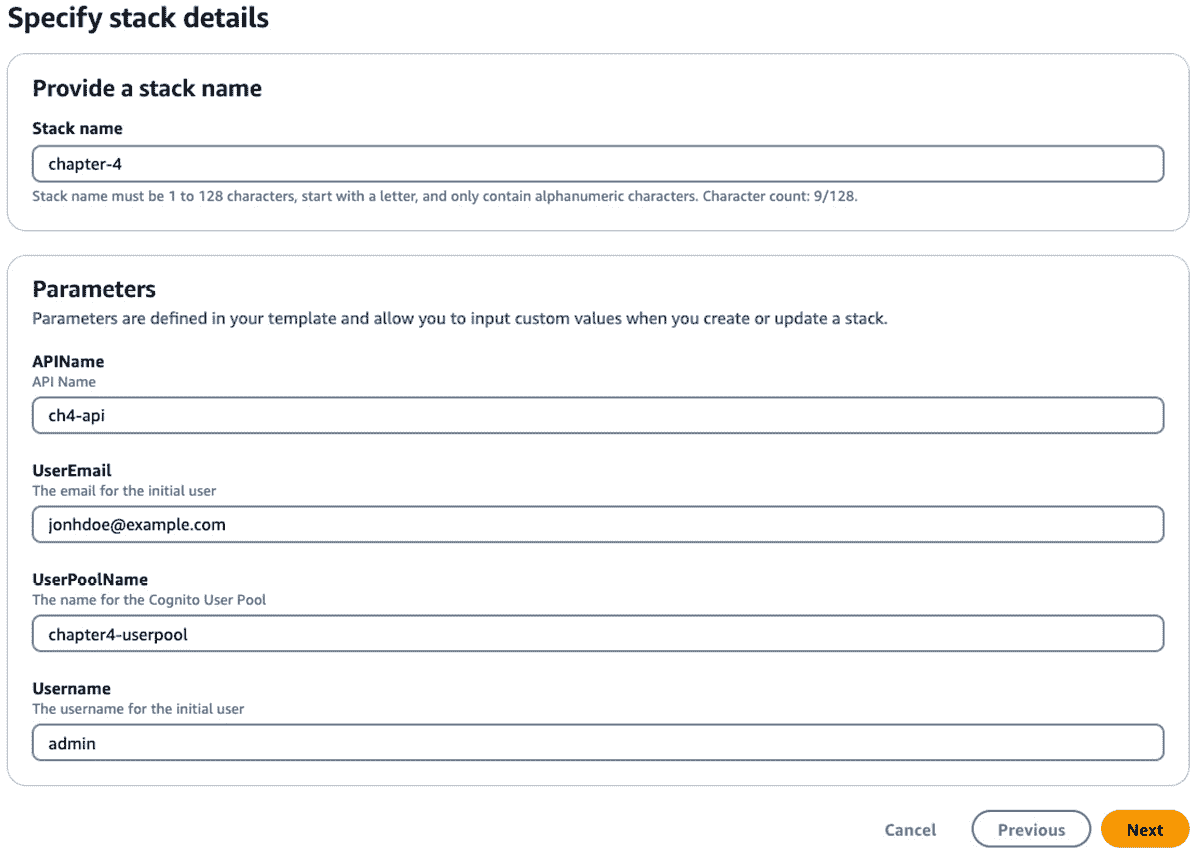 Specify stack details
Provide a stack name
Stack name
chapter-4
Stack name must be 1 to 128 characters, start with a letter, and only contain alphanumeric characters. Character count: 9/128.
Parameters
Parameters are defined in your template and allow you to input custom values when you create or update a stack.
APIName
API Name
ch4-api
UserEmail
The email for the initial user
jonhdoe@example.com
UserPoolName
The name for the Cognito User Pool
chapter4-userpool
Username
The username for the initial user
admin
Cancel Previous Next